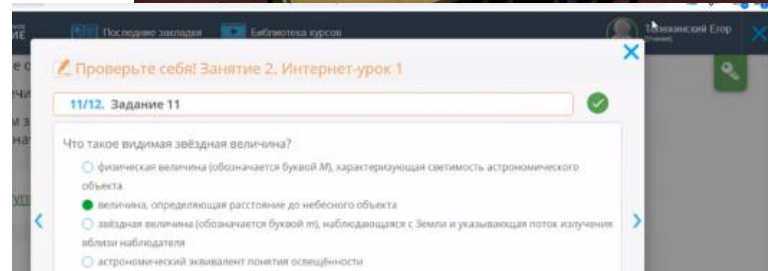 ИЕ
Последние закладки
Библиотека курсов
Егор
Проверьте себя! Занятие 2. Интернет-урок 1
11/12. Задание 11
Что такое видимая звёздная величина?
физическая величина (обозначается буквой M), характеризующая светимость астрономического
объекта
величина, определяющая расстояние до небесного объекта
звёздная величина (обозначается буквой m), наблюдающаяся с Земли и указывающая поток излучения
вблизи наблюдателя
астрономический эквивалент понятия освещённости